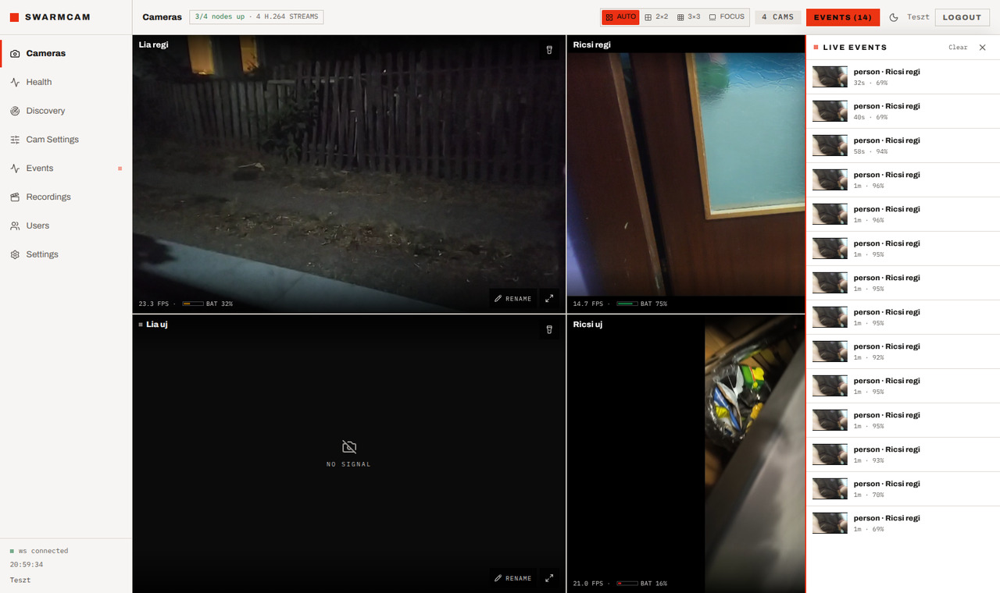 SWARMCAM
Cameras
Health
Discovery
Cam Settings
Events
Recordings
Users
Settings
ws connected
20:59:34
Teszt
Cameras
3/4 nodes up · 4 H.264 STREAMS
AUTO
2×2
3×3
FOCUS
4 CAMS
EVENTS (14)
Teszt
LOGOUT
Lia regi
23.3 FPS · BAT 32%
RENAME
Ricsi regi
14.7 FPS · BAT 75%
Lia uj
NO SIGNAL
RENAME
Ricsi uj
21.0 FPS · BAT 16%
LIVE EVENTS
Clear
person · Ricsi regi
32s · 69%
person · Ricsi regi
40s · 69%
person · Ricsi regi
58s · 94%
person · Ricsi regi
1m · 96%
person · Ricsi regi
1m · 96%
person · Ricsi regi
1m · 95%
person · Ricsi regi
1m · 95%
person · Ricsi regi
1m · 95%
person · Ricsi regi
1m · 92%
person · Ricsi regi
1m · 95%
person · Ricsi regi
1m · 95%
person · Ricsi regi
1m · 93%
person · Ricsi regi
1m · 70%
person · Ricsi regi
1m · 69%